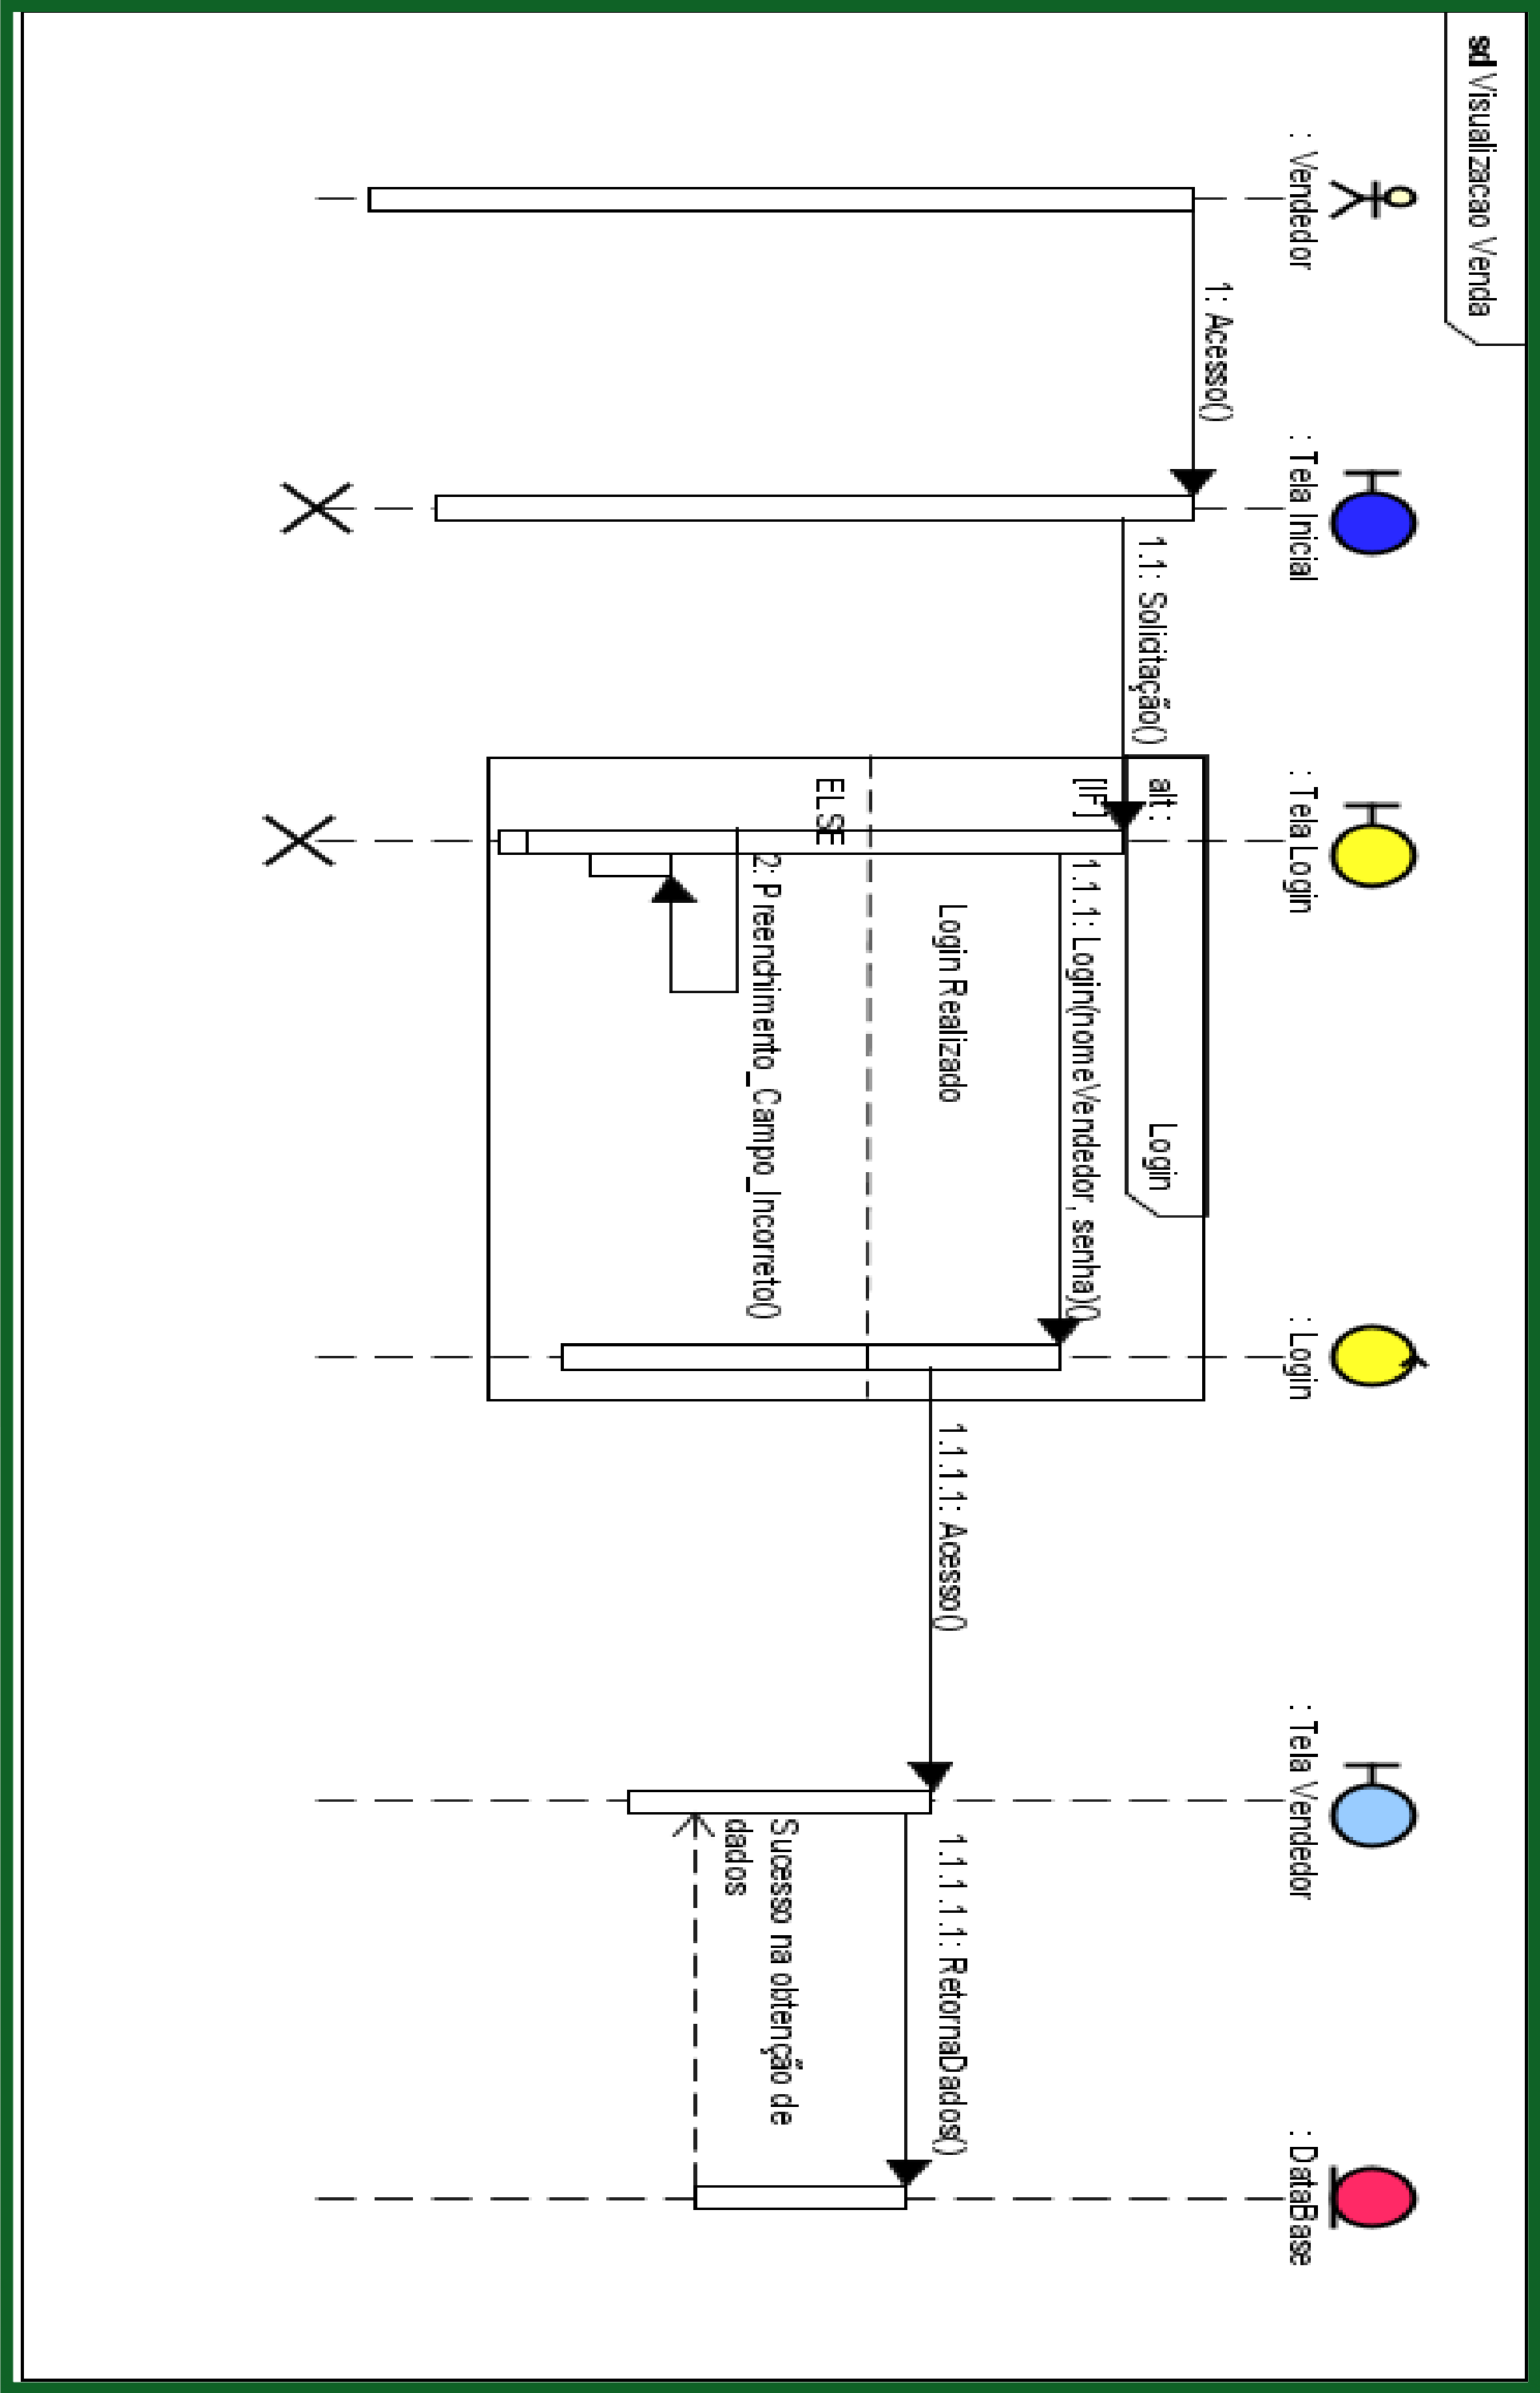 sd Visualizacao Venda
: Vendedor
: Tela Inicial
: Tela Login
: Login
: Tela Vendedor
: DataBase
1: Acesso()
1.1: Solicitação()
alt :
Login
[IF]
1.1.1: Login(nomeVendedor, senha)()
Login Realizado
1.1.1.1: Acesso()
1.1.1.1.1: RetornaDados()
ELSE
2: Preenchimento_Campo_Incorreto()
Sucesso na obtenção de
dados